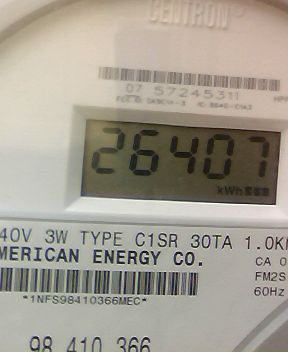 CENTRON
07 57245311
26407
kWh
40V 3W TYPE C1SR 30TA 1.0K
MERICAN ENERGY CO.
CA 0
FM2S
60Hz
*1NFS98410366MEC*
98 410 366